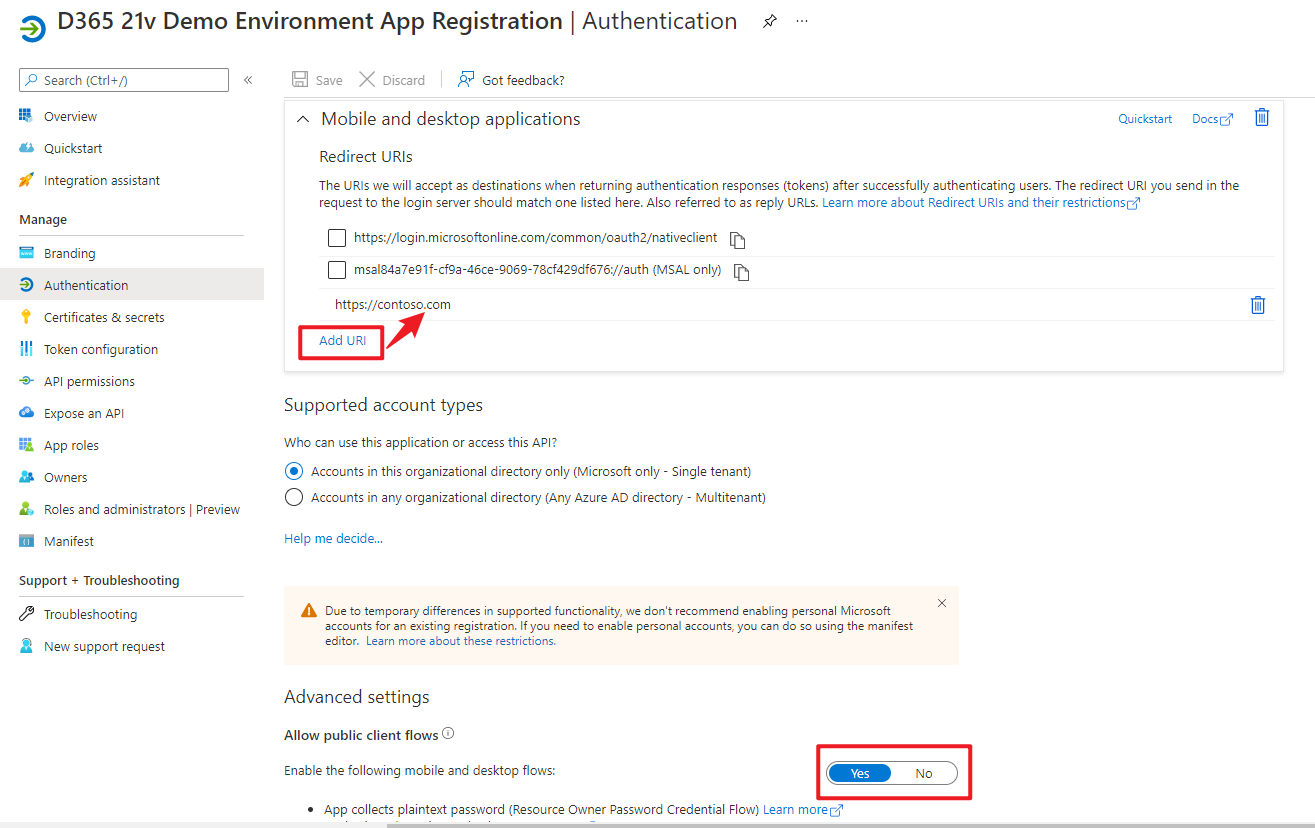 D365 21v Demo Environment App Registration | Authentication
Search (Ctrl+/)
Save
Discard
Got feedback?
Overview
Quickstart
Integration assistant
Manage
Branding
Authentication
Certificates & secrets
Token configuration
API permissions
Expose an API
App roles
Owners
Roles and administrators | Preview
Manifest
Support + Troubleshooting
Troubleshooting
New support request
Mobile and desktop applications
Quickstart
Docs
Redirect URIs
The URIs we will accept as destinations when returning authentication responses (tokens) after successfully authenticating users. The redirect URI you send in the
request to the login server should match one listed here. Also referred to as reply URLs. Learn more about Redirect URIs and their restrictions
https://login.microsoftonline.com/common/oauth2/nativeclient
msal84a7e91f-cf9a-46ce-9069-78cf429df676://auth (MSAL only)
https://contoso.com
Add URI
Supported account types
Who can use this application or access this API?
Accounts in this organizational directory only (Microsoft only - Single tenant)
Accounts in any organizational directory (Any Azure AD directory - Multitenant)
Help me decide...
Due to temporary differences in supported functionality, we don't recommend enabling personal Microsoft
accounts for an existing registration. If you need to enable personal accounts, you can do so using the manifest
editor. Learn more about these restrictions.
Advanced settings
Allow public client flows
Enable the following mobile and desktop flows:
Yes
No
App collects plaintext password (Resource Owner Password Credential Flow) Learn more